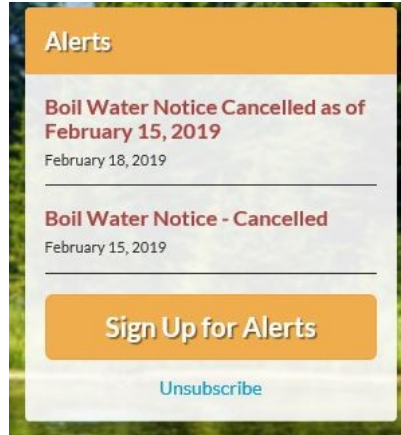 Alerts
Boil Water Notice Cancelled as of
February 15, 2019
February 18, 2019
Boil Water Notice - Cancelled
February 15, 2019
Sign Up for Alerts
Unsubscribe